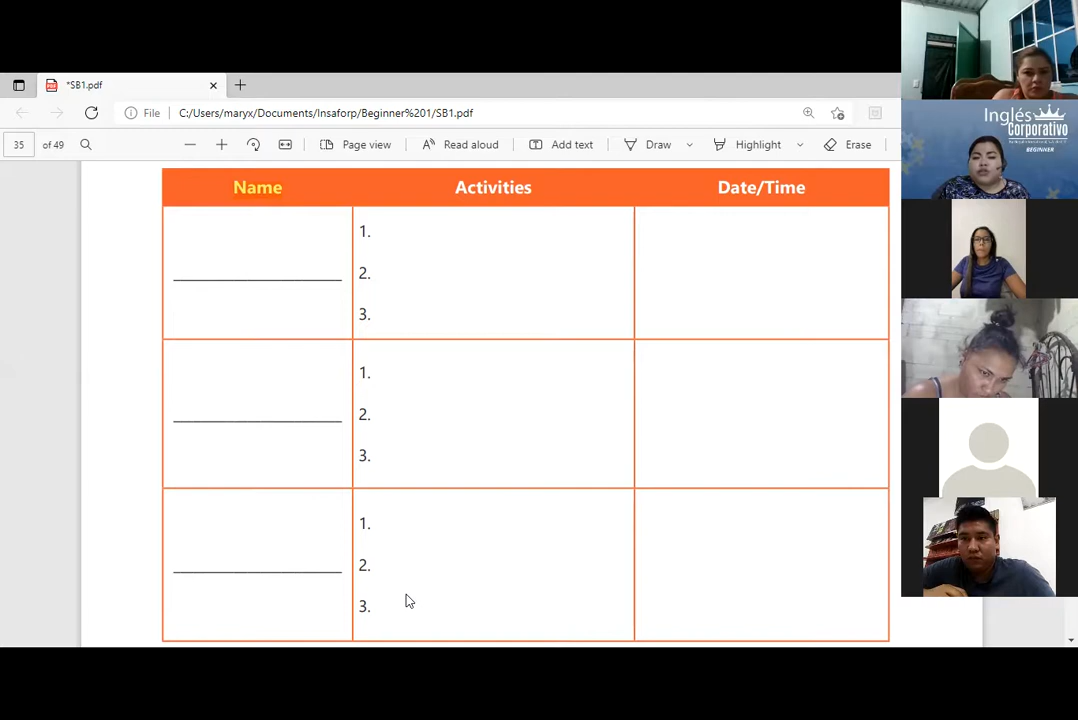 *SB1.pdf
File C:/Users/maryx/Documents/Insaforp/Beginner%201/SB1.pdf
35 of 49 Page view Read aloud Add text Draw Highlight Erase
Name Activities Date/Time
1.
2.
3.
1.
2.
3.
1.
2.
3.
Inglés
Corporativo
BEGINNER